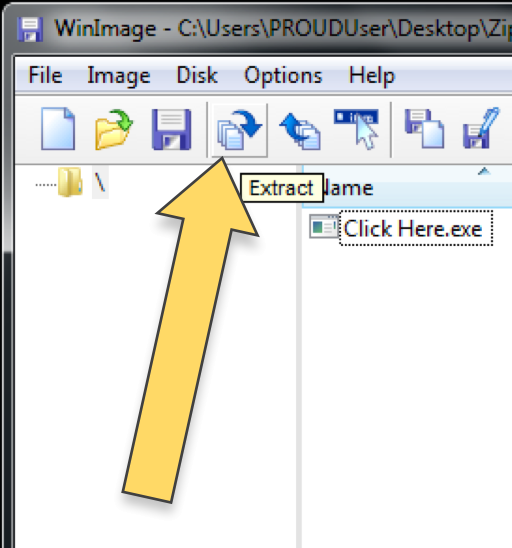 WinImage - C:\Users\PROUDUser\Desktop\Zip
File Image Disk Options Help
\
Extract
Name
Click Here.exe